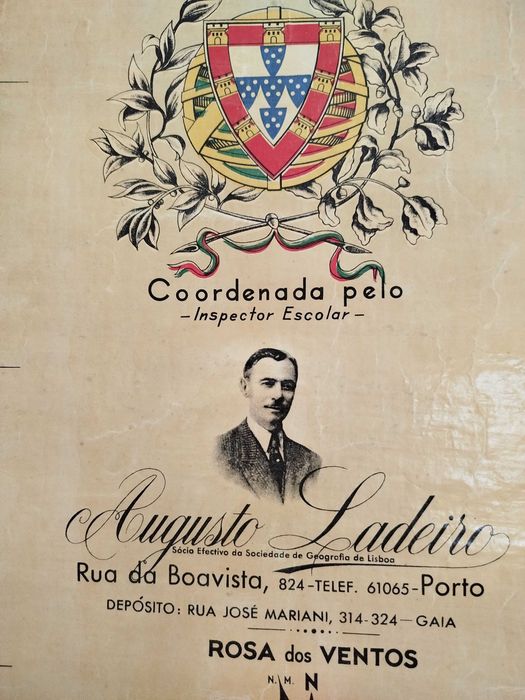 Coordenada pelo
-Inspector Escolar-
Augusto Ladeiro
Sócio Efectivo da Sociedade de Geografia de Lisboa
Rua da Boavista, 824-TELEF. 61065-Porto
DEPÓSITO: RUA JOSÉ MARIANI, 314-324-GAIA
ROSA dos VENTOS
N. M. N